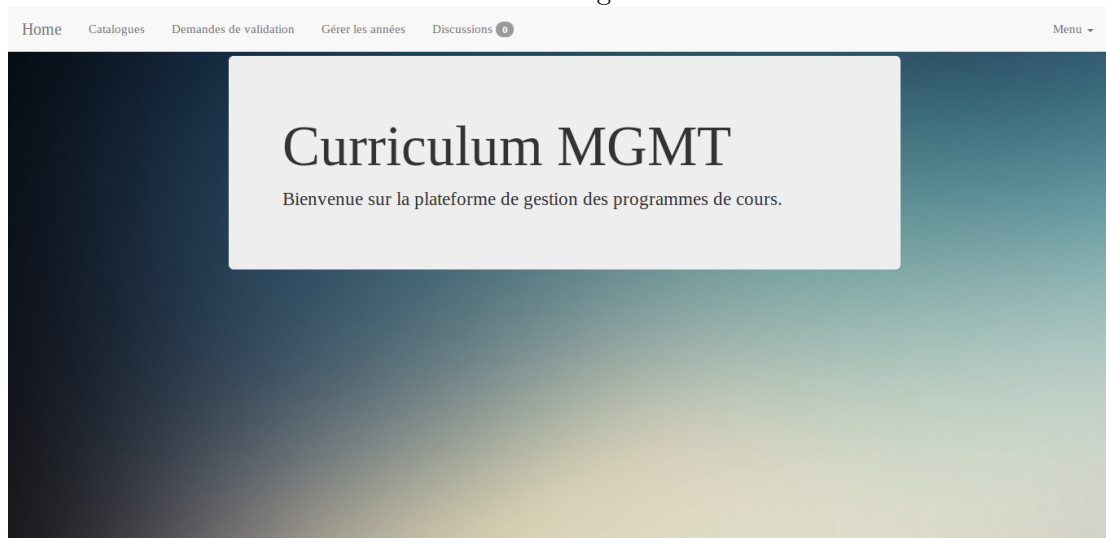 Home Catalogues Demandes de validation Gérer les années Discussions 0 Menu
Curriculum MGMT
Bienvenue sur la plateforme de gestion des programmes de cours.